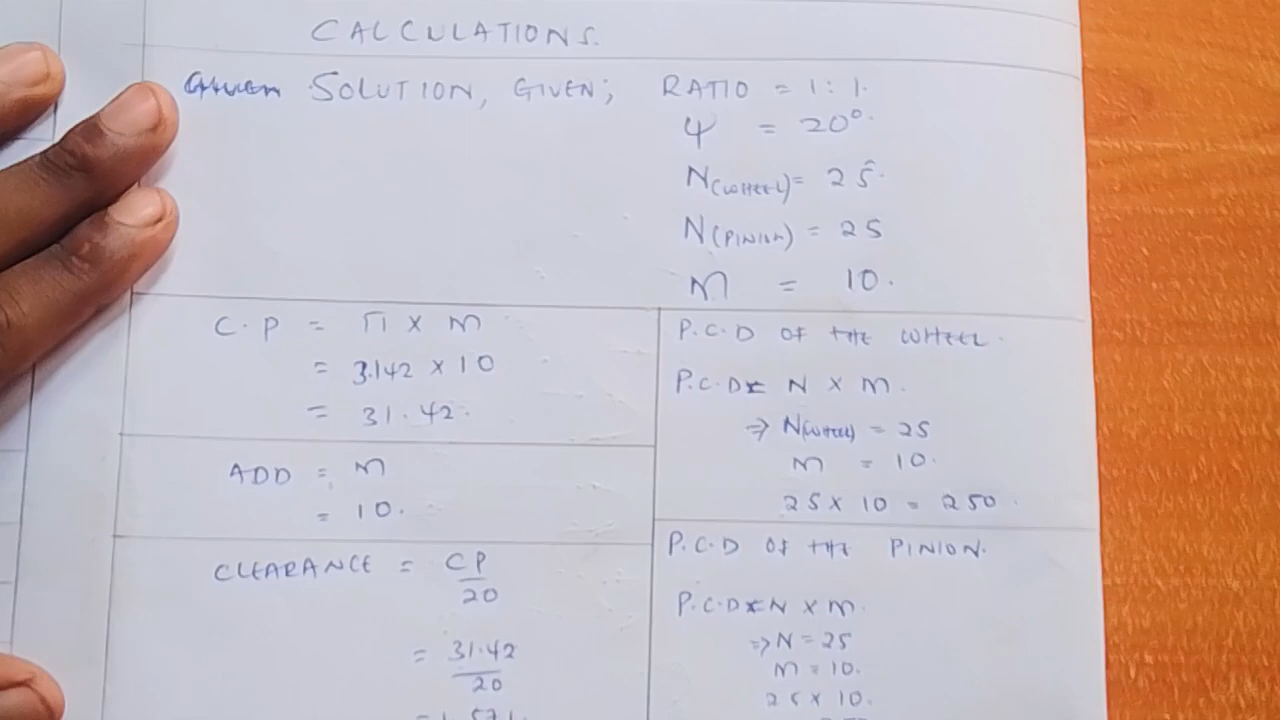 CALCULATIONS.
Given SOLUTION, GIVEN; RATIO = 1:1.
Ψ = 20°.
N(WHEEL) = 25.
N(PINION) = 25
M = 10.
C.P = Π X M
= 3.142 X 10
= 31.42.
ADD = M
= 10.
CLEARANCE = CP
20
= 31.42
20
= 1.571
P.C.D OF THE WHEEL.
P.C.D = N X M.
⇒ N(WHEEL) = 25
M = 10.
25 X 10 = 250.
P.C.D OF THE PINION.
P.C.D = N X M.
⇒ N = 25
M = 10.
25 X 10.